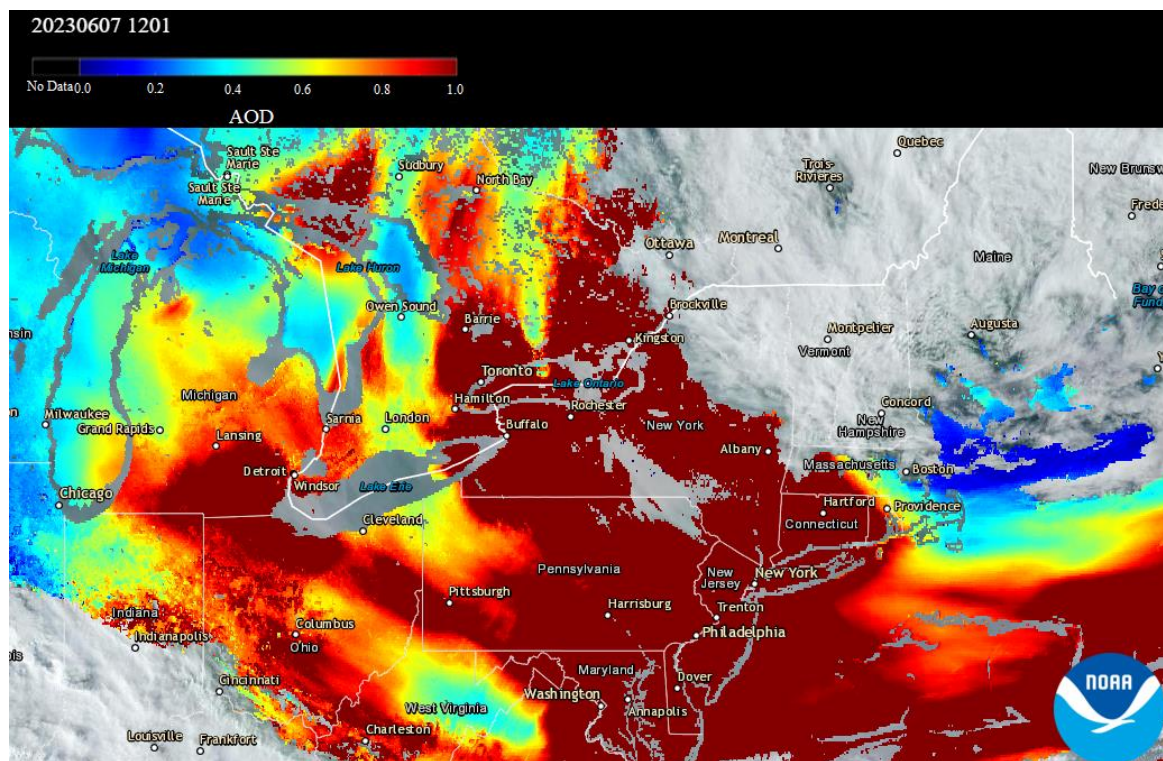 20230607 1201
No Data 0.0 0.2 0.4 0.6 0.8 1.0
AOD
Quebec
Sault Ste
Marie
Sudbury
Trois-
Rivieres
New Brunsw
Sault Ste
Marie
North Bay
Frede
Ottawa
Montreal
Maine
Lake
Michigan
Lake Huron
Bay o
Fund
Owen Sound
Brockville
Barrie
Kingston
Montpelier
Augusta
Vermont
nsin
Toronto
Lake Ontario
Michigan
Hamilton
Rochester
Concord
Milwaukee
Grand Rapids
Sarnia
London
Buffalo
New York
New
Hampshire
Lansing
Albany
Detroit
Windsor
Massachusetts
Boston
Lake Erie
Chicago
Hartford
Providence
Cleveland
Connecticut
Pennsylvania
New
Jersey
New York
Pittsburgh
Harrisburg
Trenton
Indiana
Columbus
Philadelphia
Indianapolis
Ohio
ois
Maryland
Dover
NOAA
Cincinnati
Washington
West Virginia
Annapolis
Louisville
Frankfort
Charleston